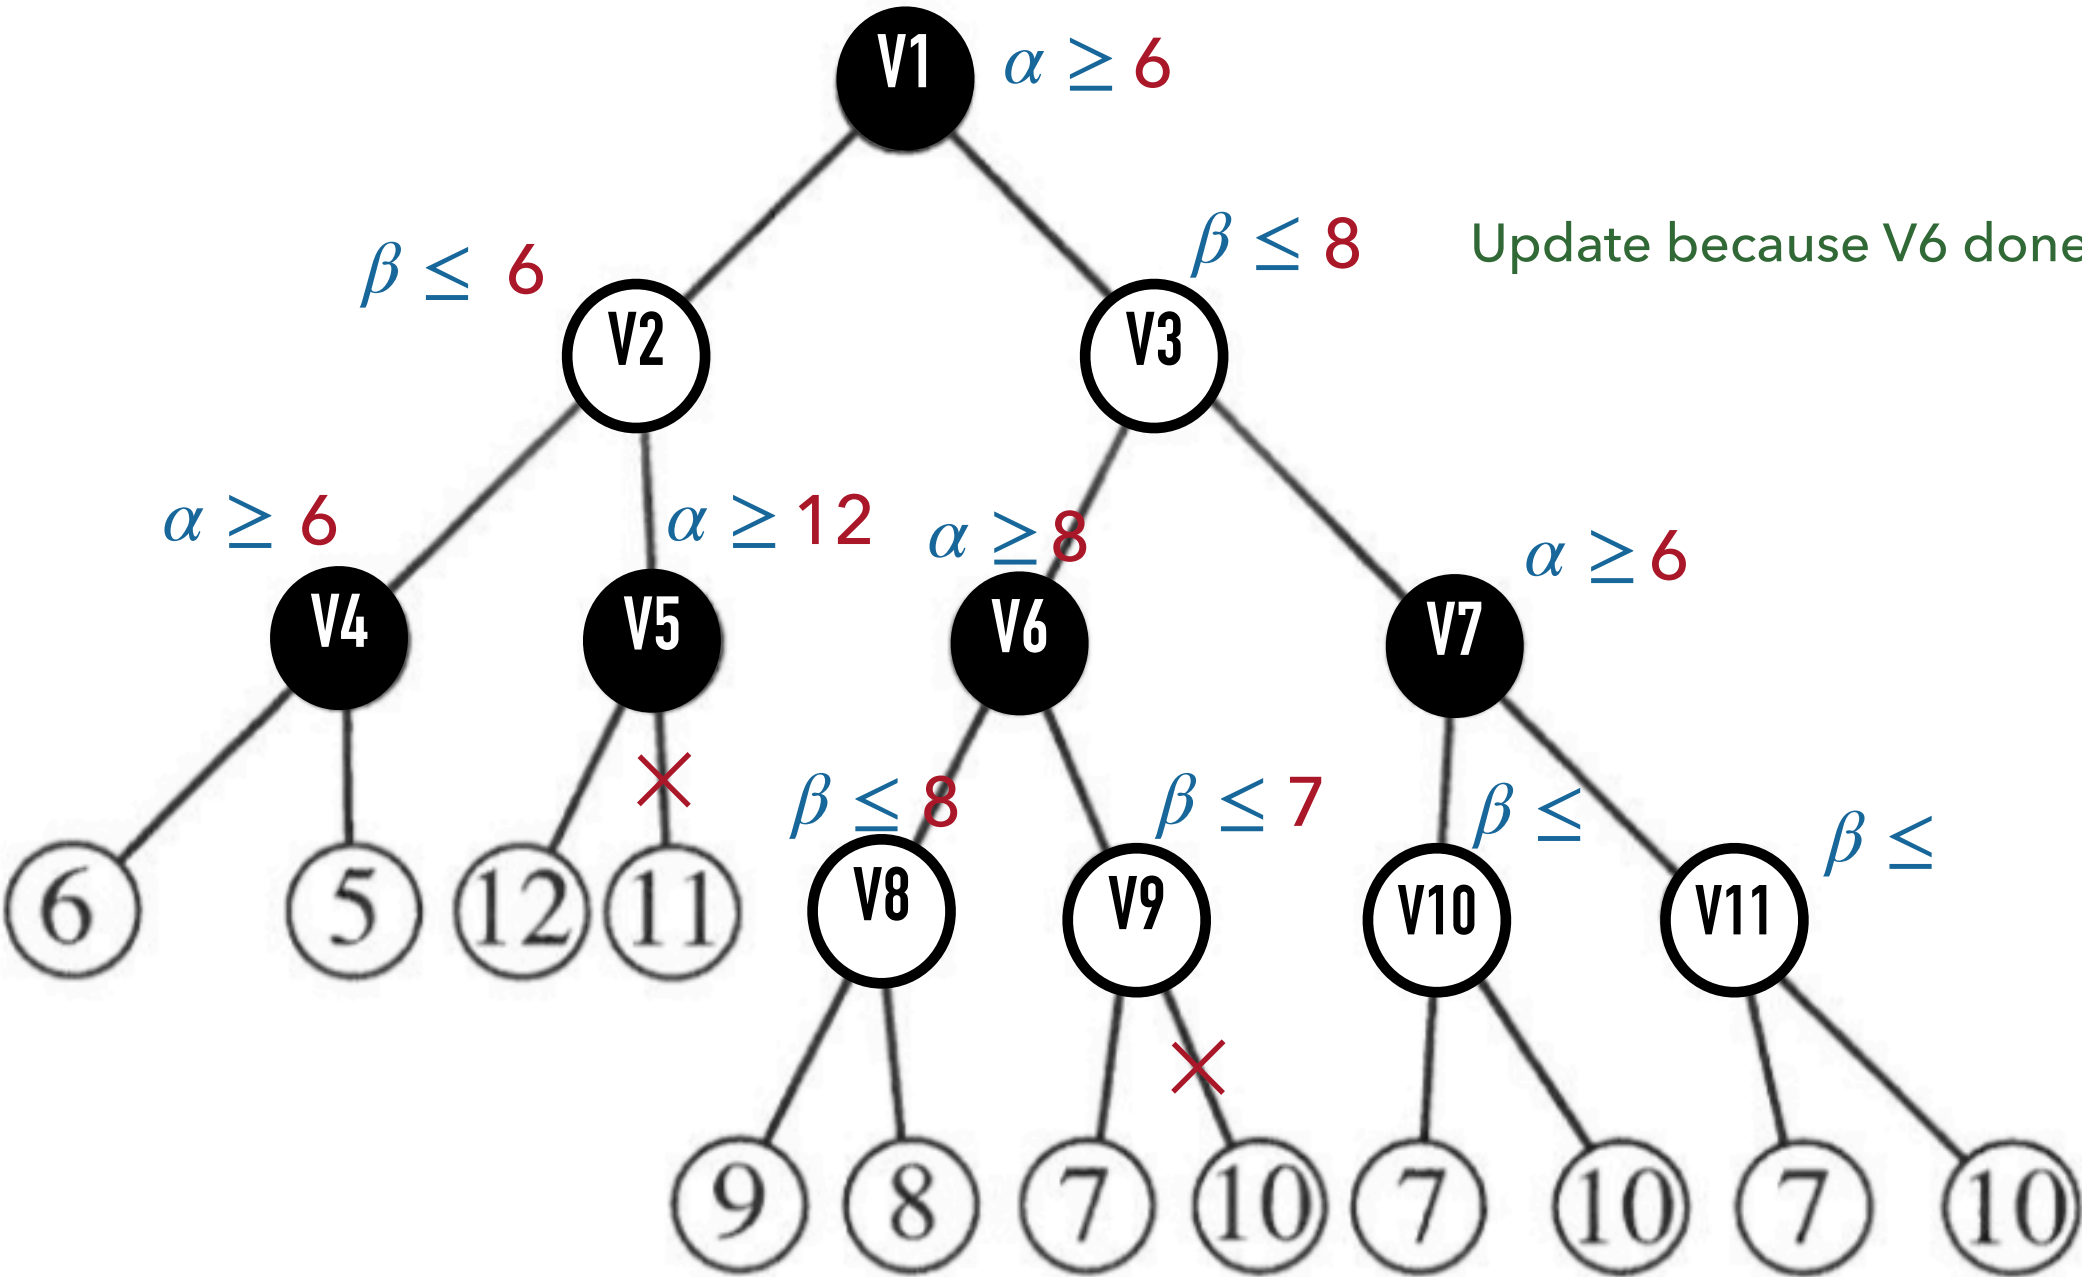 V1
α ≥ 6
β ≤ 6
β ≤ 8
Update because V6 done
V2
V3
α ≥ 6
α ≥ 12
α ≥ 8
α ≥ 6
V4
V5
V6
V7
β ≤ 8
β ≤ 7
β ≤
β ≤
6
5
12
11
V8
V9
V10
V11
9
8
7
10
7
10
7
10